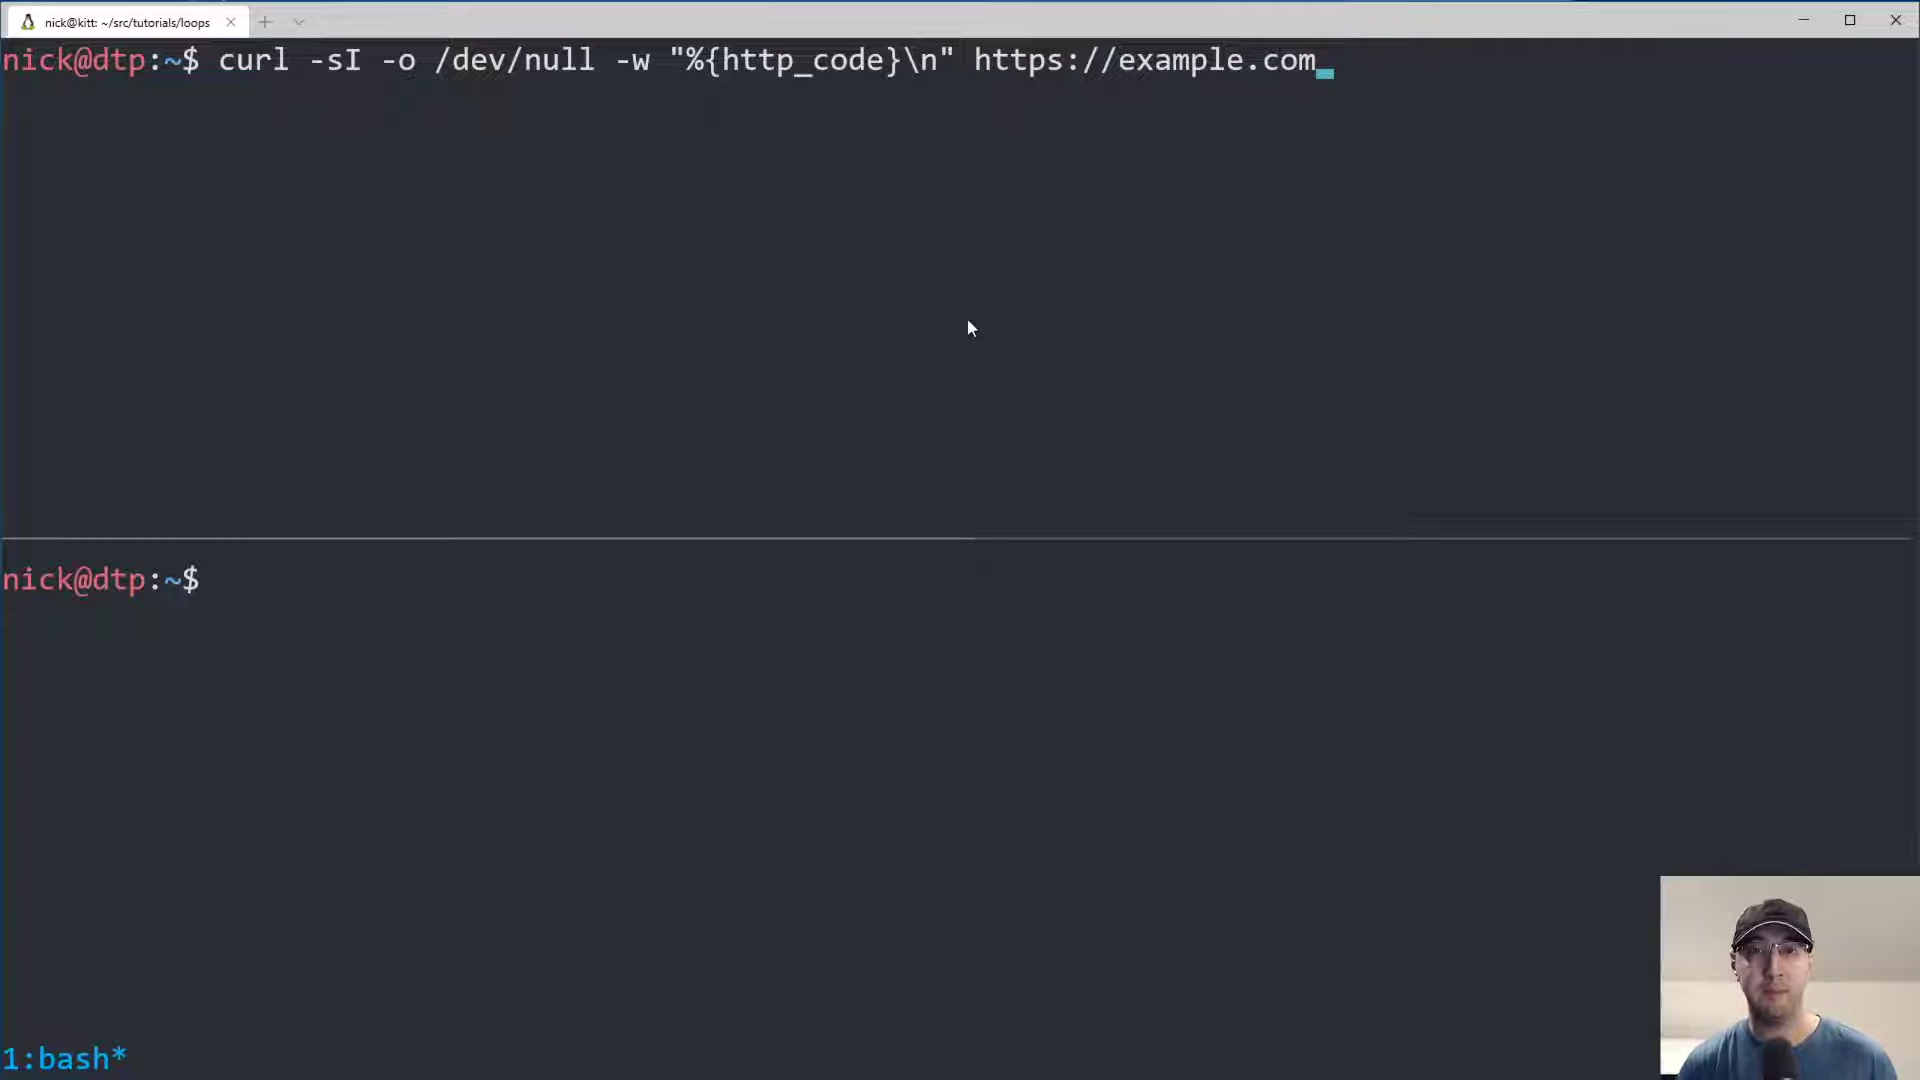 nick@kitt: ~/src/tutorials/loops
nick@dtp:~$ curl -sI -o /dev/null -w "%{http_code}\n" https://example.com
nick@dtp:~$
1:bash*